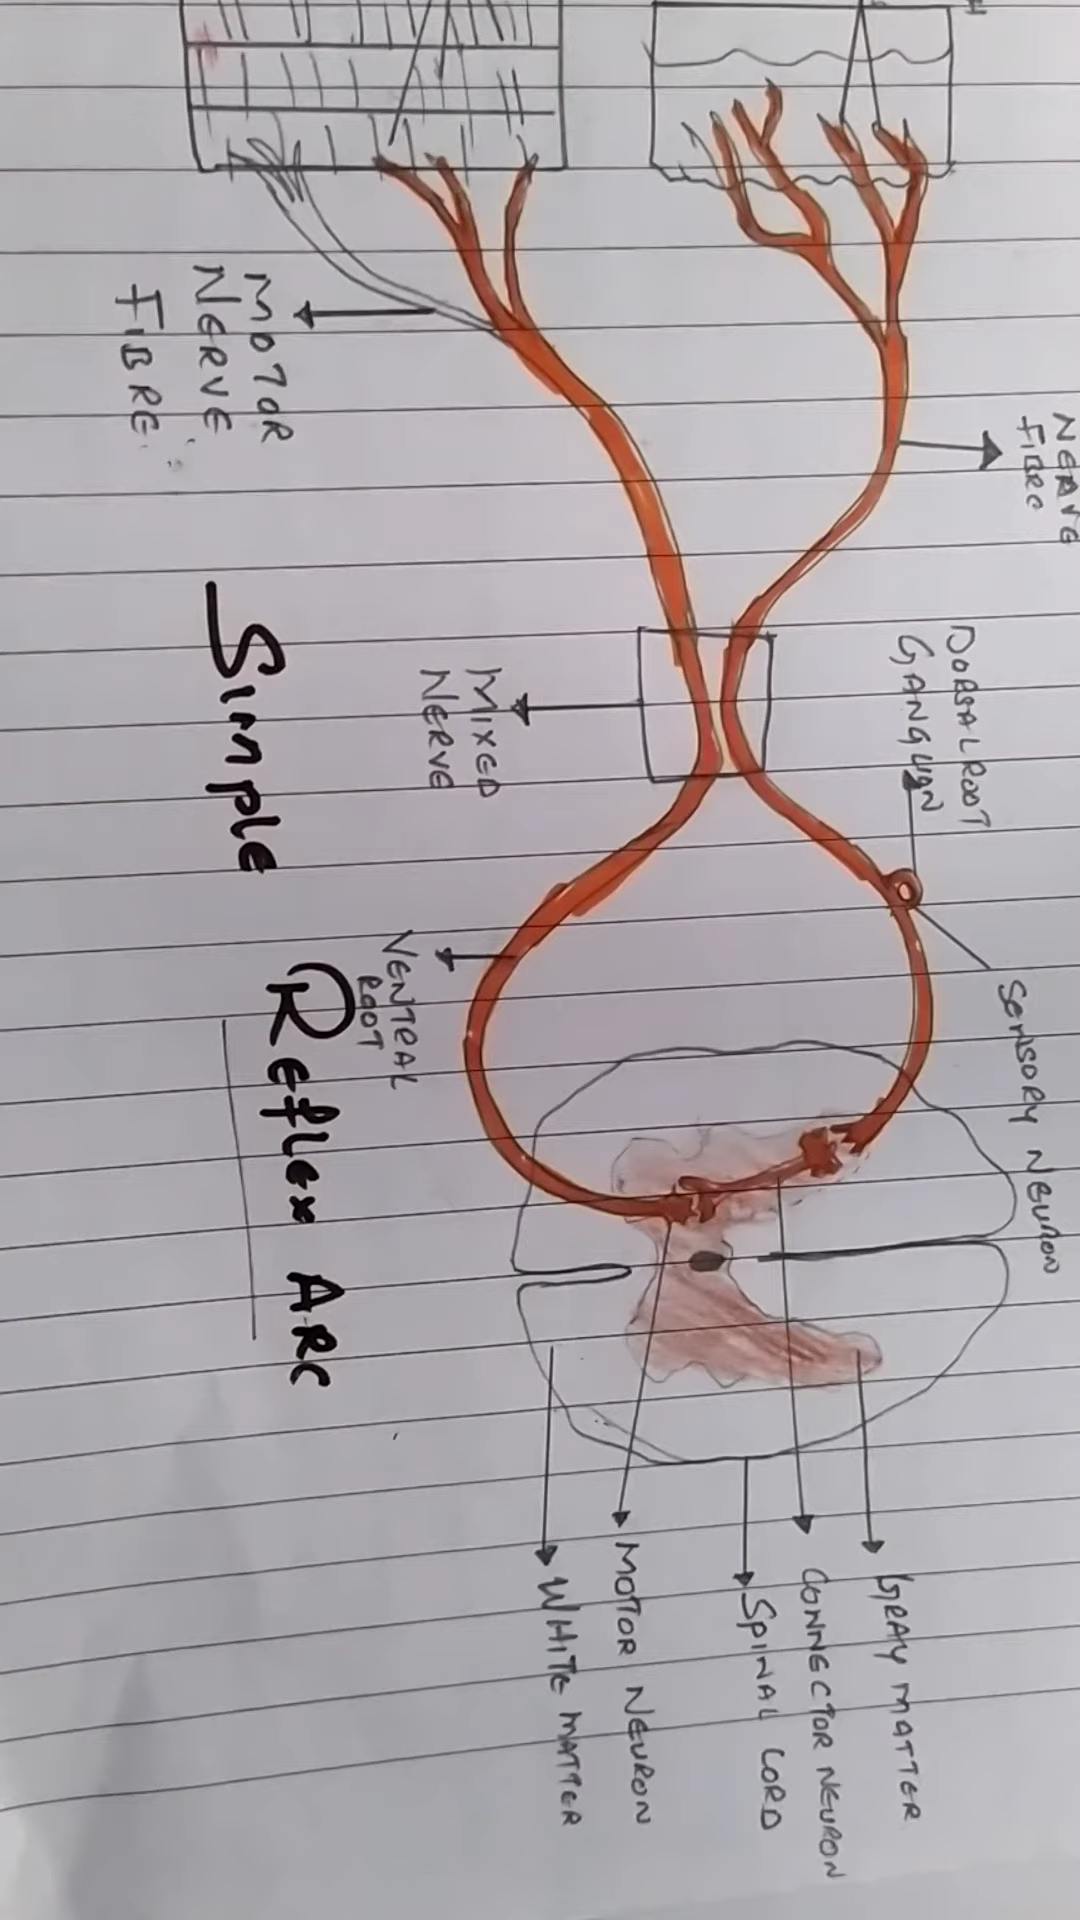 H
NERVE
FIBRE
DORSAL ROOT
GANGLION
SENSORY NEURON
GRAY MATTER
CONNECTOR NEURON
SPINAL CORD
MOTOR NEURON
WHITE MATTER
MIXED
NERVE
VENTRAL
ROOT
MOTOR
NERVE
FIBRE
SIMPLE REFLEX ARC